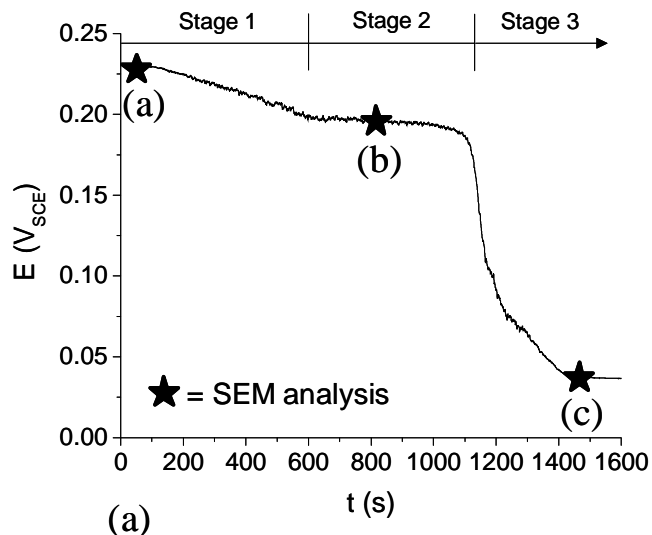 Stage 1 Stage 2 Stage 3
0.25
0.20
0.15
0.10
0.05
0.00
E (V_SCE)
(a)
(b)
(c)
★ = SEM analysis
0 200 400 600 800 1000 1200 1400 1600
t (s)
(a)